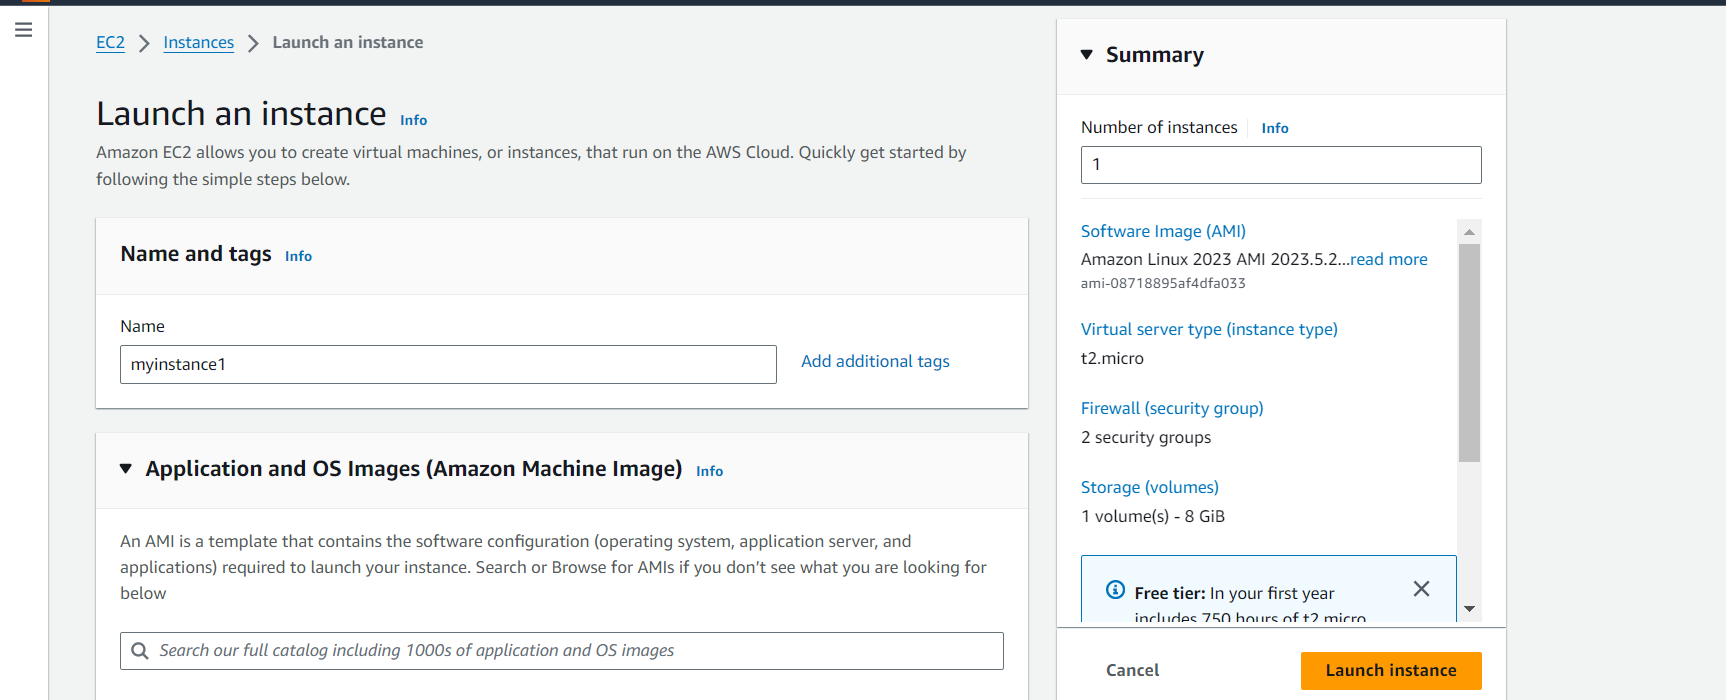 EC2 > Instances > Launch an instance
Launch an instance Info
Amazon EC2 allows you to create virtual machines, or instances, that run on the AWS Cloud. Quickly get started by
following the simple steps below.
Name and tags Info
Name
myinstance1
Add additional tags
Application and OS Images (Amazon Machine Image) Info
An AMI is a template that contains the software configuration (operating system, application server, and
applications) required to launch your instance. Search or Browse for AMIs if you don’t see what you are looking for
below
Search our full catalog including 1000s of application and OS images
Summary
Number of instances Info
1
Software Image (AMI)
Amazon Linux 2023 AMI 2023.5.2...read more
ami-08718895af4dfa033
Virtual server type (instance type)
t2.micro
Firewall (security group)
2 security groups
Storage (volumes)
1 volume(s) - 8 GiB
Free tier: In your first year
includes 750 hours of t2.micro
Cancel
Launch instance